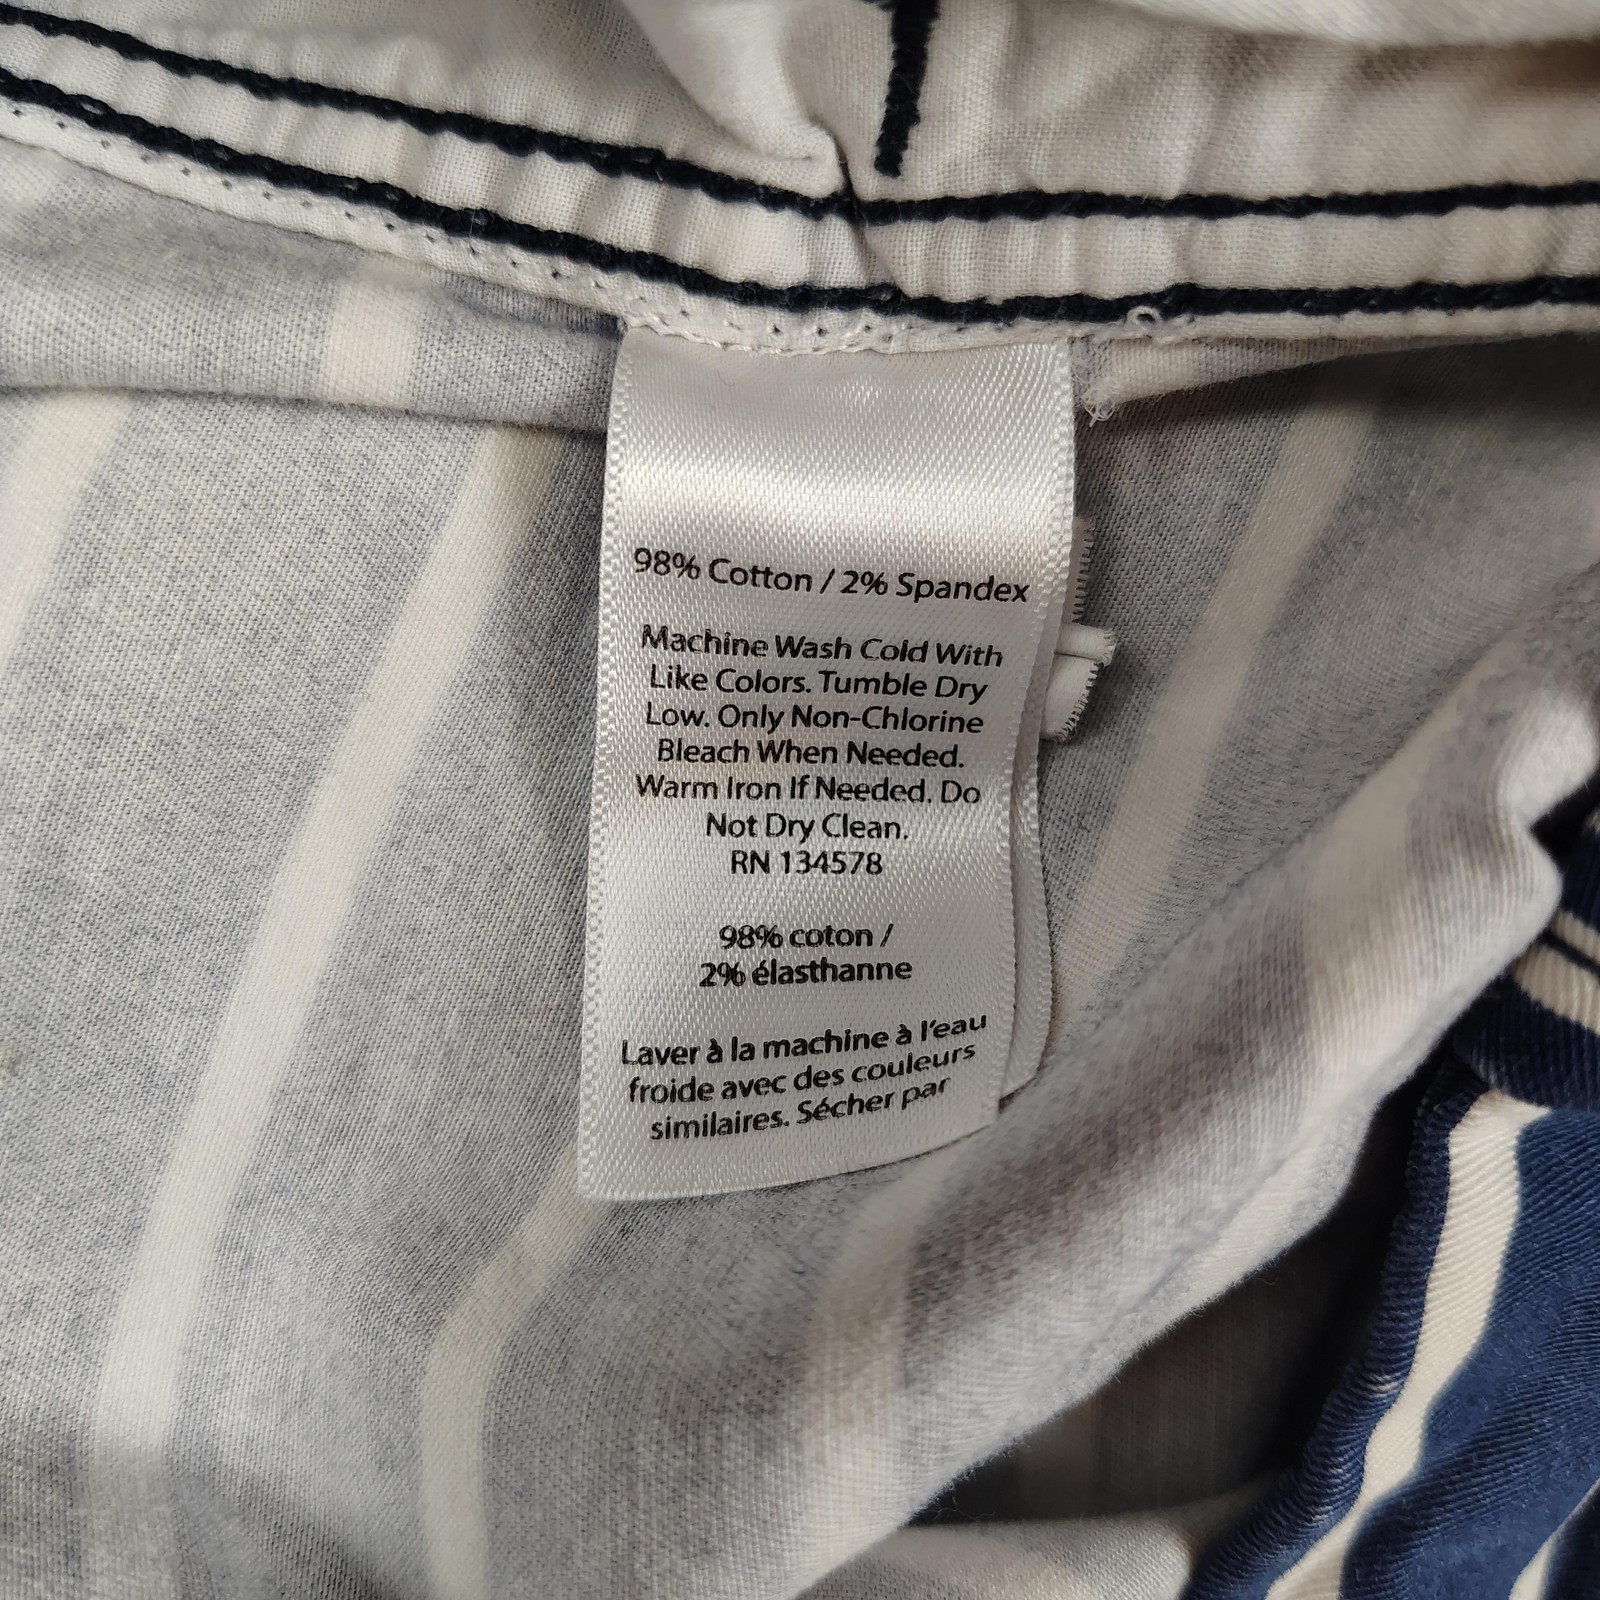 98% Cotton / 2% Spandex
Machine Wash Cold With
Like Colors. Tumble Dry
Low. Only Non-Chlorine
Bleach When Needed.
Warm Iron If Needed. Do
Not Dry Clean.
RN 134578
98% coton /
2% élasthanne
Laver à la machine à l'eau
froide avec des couleurs
similaires. Sécher par